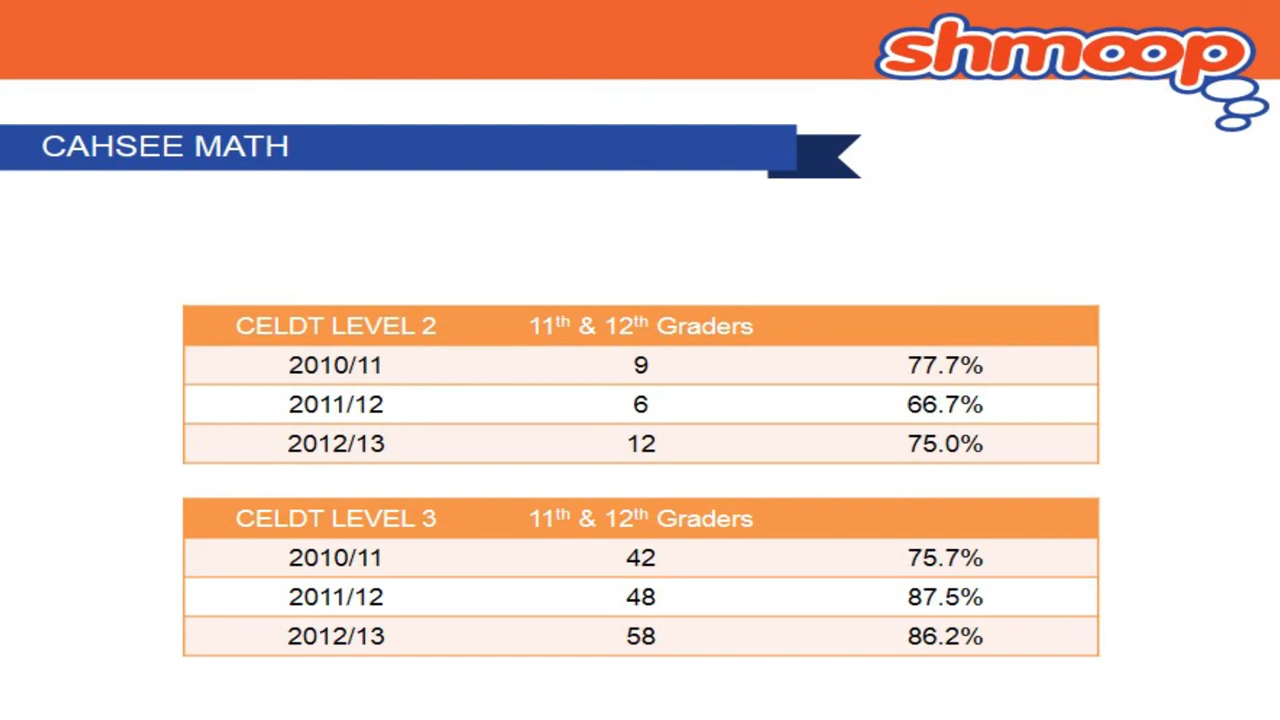 shmoop
CAHSEE MATH
CELDT LEVEL 2 11th & 12th Graders
2010/11 9 77.7%
2011/12 6 66.7%
2012/13 12 75.0%
CELDT LEVEL 3 11th & 12th Graders
2010/11 42 75.7%
2011/12 48 87.5%
2012/13 58 86.2%